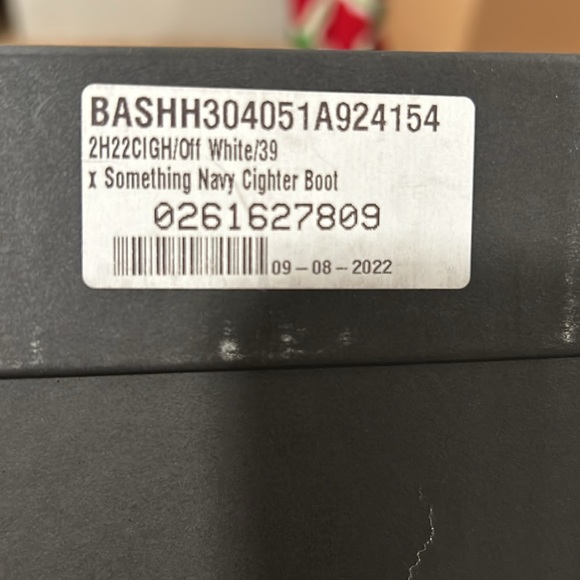 BASHH304051A924154
2H22CIGH/Off White/39
x Something Navy Cighter Boot
0261627809
09-08-2022